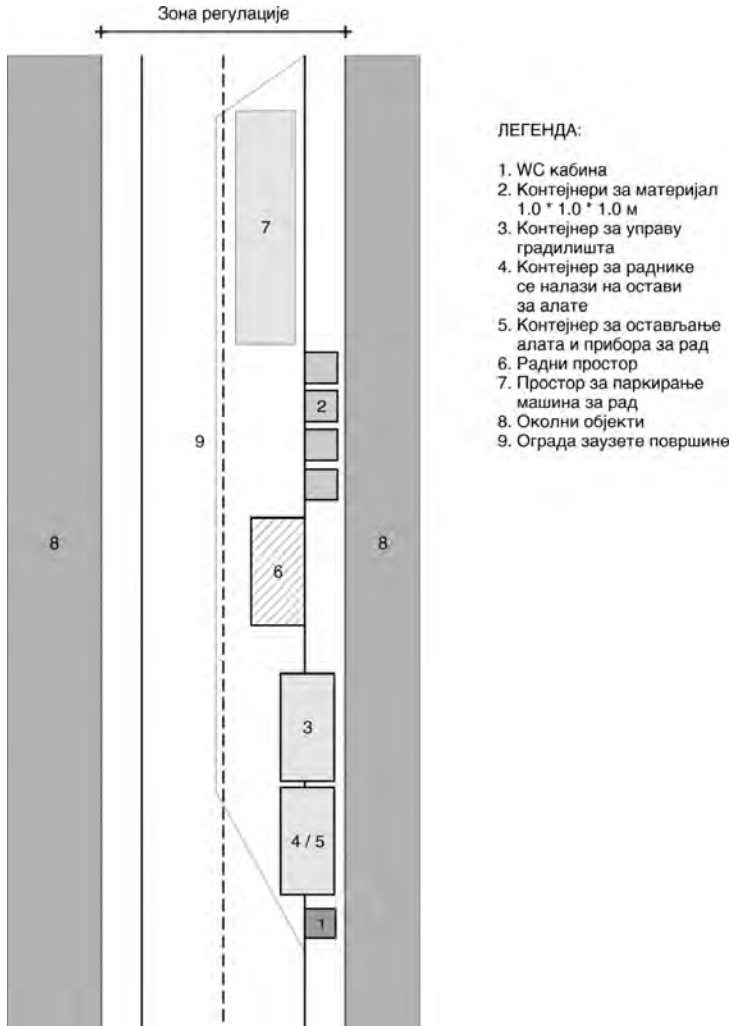 Зона регулације
ЛЕГЕНДА:
1. WC кабина
2. Контејнери за материјал
1.0 * 1.0 * 1.0 м
3. Контејнер за управу
градилишта
4. Контејнер за раднике
се налази на остави
за алате
5. Контејнер за остављање
алата и прибора за рад
6. Радни простор
7. Простор за паркирање
машина за рад
8. Околни објекти
9. Ограда заузете површине
7
2
9
8
6
8
3
4 / 5
1